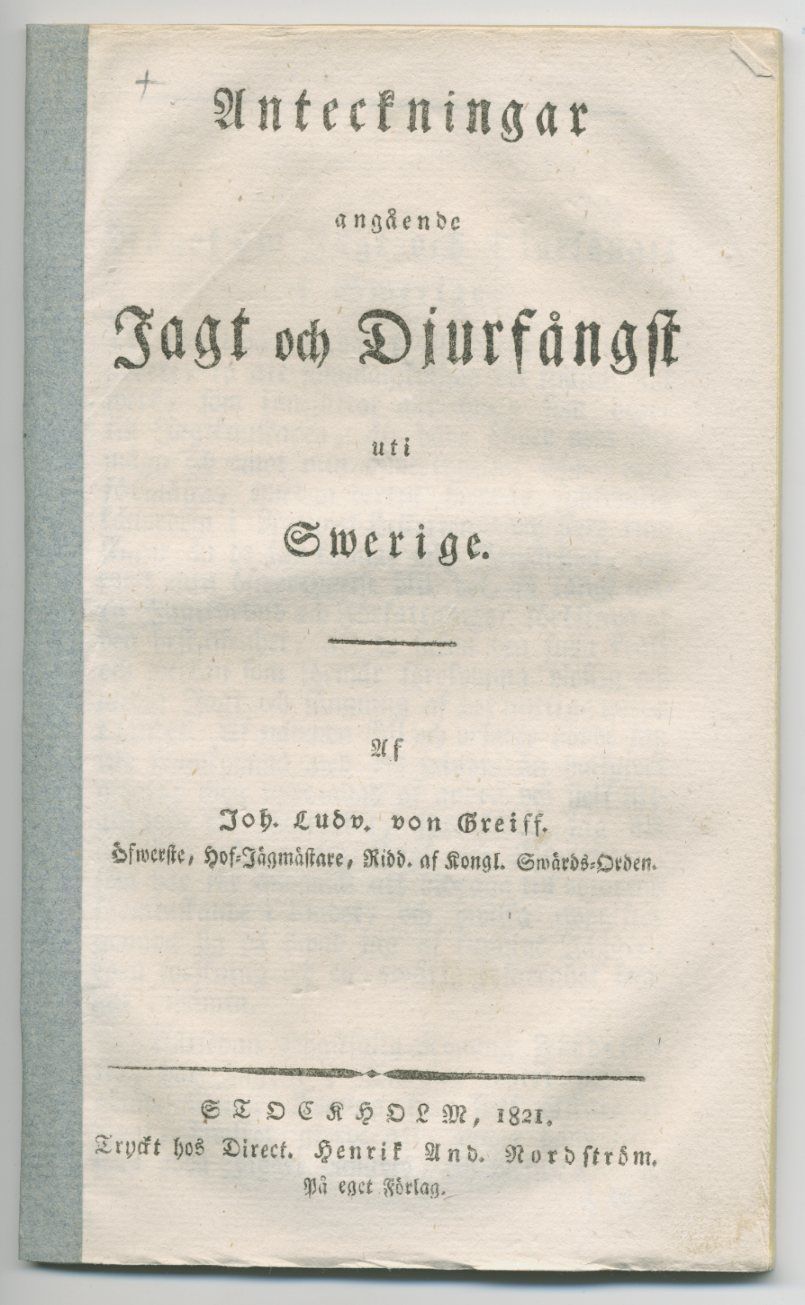 Anteckningar
angående
Jagt och Djurfångst
uti
Swerige.
Af
Joh. Ludv. von Greiff.
Öfwerste, Hof-Jägmästare, Ridd. af Kongl. Swärds-Orden.
STOCKHOLM, 1821.
Tryckt hos Direct. Henrik And. Nordström.
På eget Förlag.